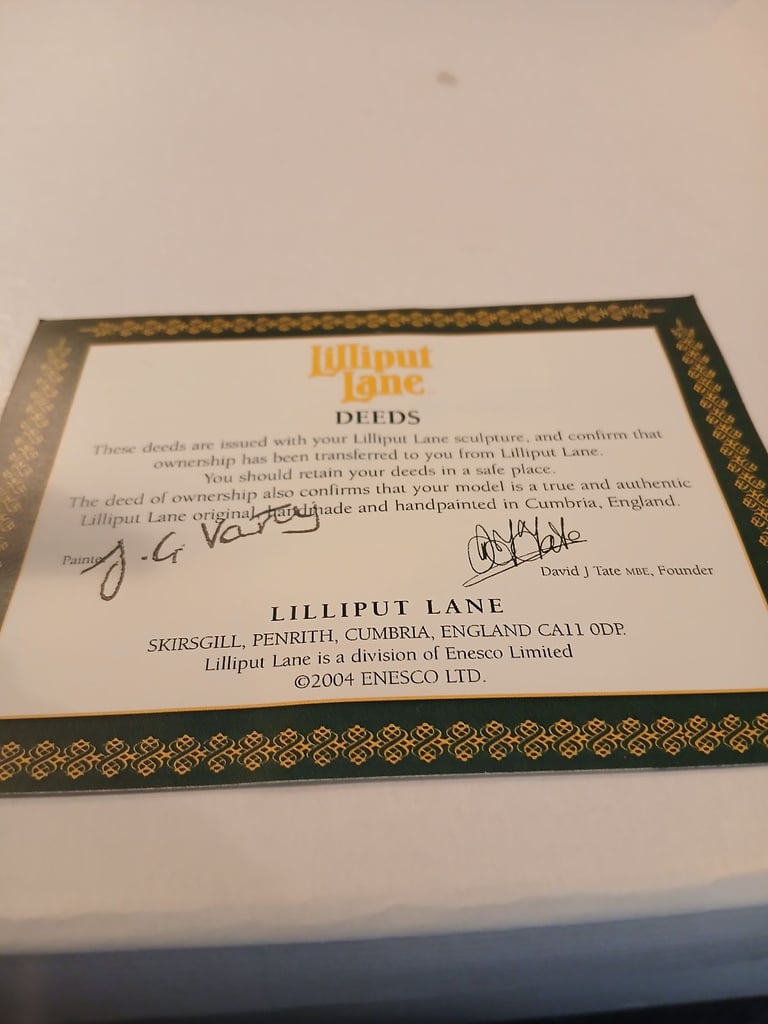 Lilliput
Lane
DEEDS
These deeds are issued with your Lilliput Lane sculpture, and confirm that
ownership has been transferred to you from Lilliput Lane.
You should retain your deeds in a safe place.
The deed of ownership also confirms that your model is a true and authentic
Lilliput Lane original, handmade and handpainted in Cumbria, England.
J.G Varty
Painte
David J Tate MBE, Founder
LILLIPUT LANE
SKIRSGILL, PENRITH, CUMBRIA, ENGLAND CA11 0DP.
Lilliput Lane is a division of Enesco Limited
©2004 ENESCO LTD.